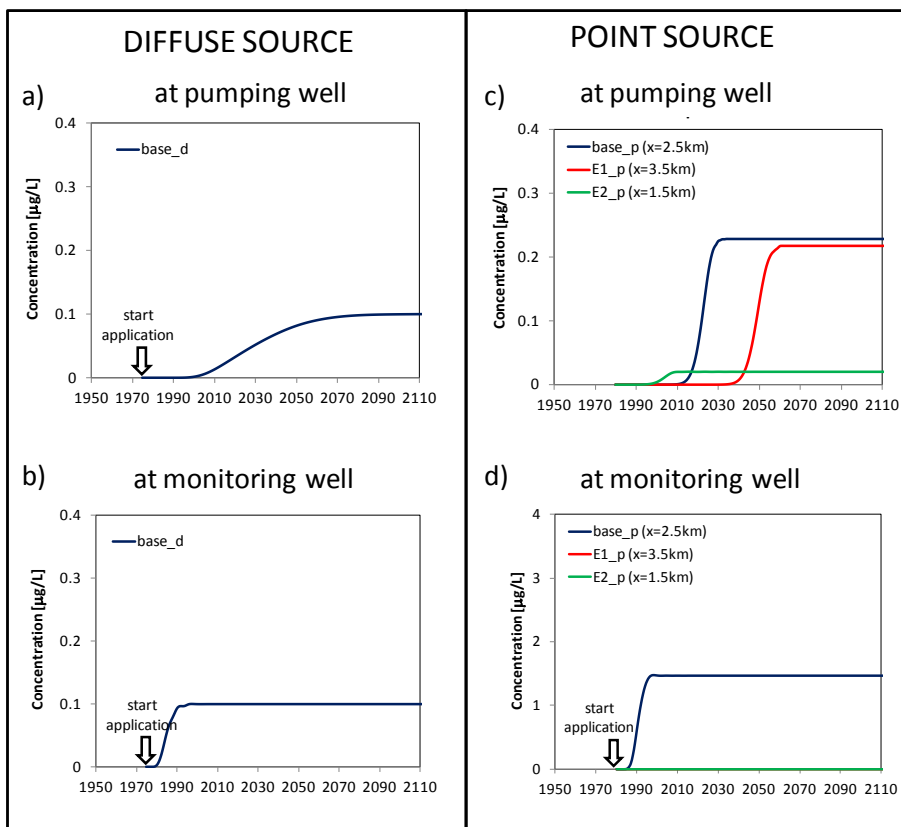 DIFFUSE SOURCE
a) at pumping well
0.4
base_d
0.3
0.2
0.1
0
Concentration [µg/L]
start
application
1950 1970 1990 2010 2030 2050 2070 2090 2110
b) at monitoring well
0.4
base_d
0.3
0.2
0.1
0
Concentration [µg/L]
start
application
1950 1970 1990 2010 2030 2050 2070 2090 2110
POINT SOURCE
c) at pumping well
0.4
base_p (x=2.5km)
E1_p (x=3.5km)
E2_p (x=1.5km)
0.3
0.2
0.1
0
Concentration [µg/L]
1950 1970 1990 2010 2030 2050 2070 2090 2110
d) at monitoring well
4
base_p (x=2.5km)
E1_p (x=3.5km)
E2_p (x=1.5km)
3
2
1
0
Concentration [µg/L]
start
application
1950 1970 1990 2010 2030 2050 2070 2090 2110